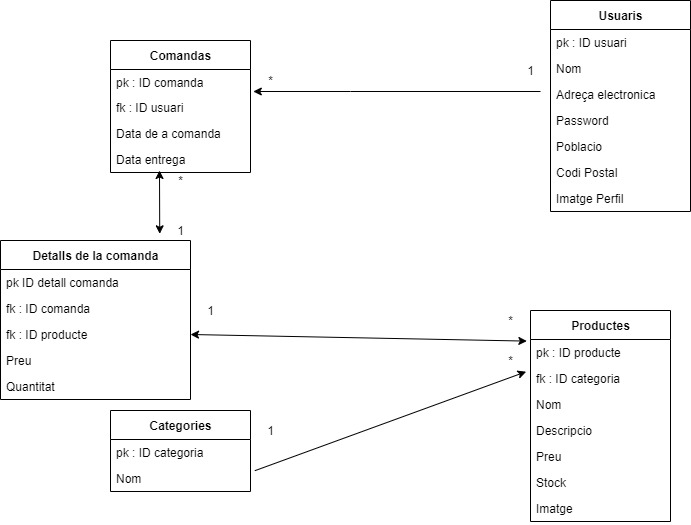 Usuaris
pk : ID usuari
Nom
Adreça electronica
Password
Poblacio
Codi Postal
Imatge Perfil
1
*
Comandas
pk : ID comanda
fk : ID usuari
Data de a comanda
Data entrega
*
1
Detalls de la comanda
pk ID detall comanda
fk : ID comanda
fk : ID producte
Preu
Quantitat
1
*
*
1
Productes
pk : ID producte
fk : ID categoria
Nom
Descripcio
Preu
Stock
Imatge
Categories
pk : ID categoria
Nom